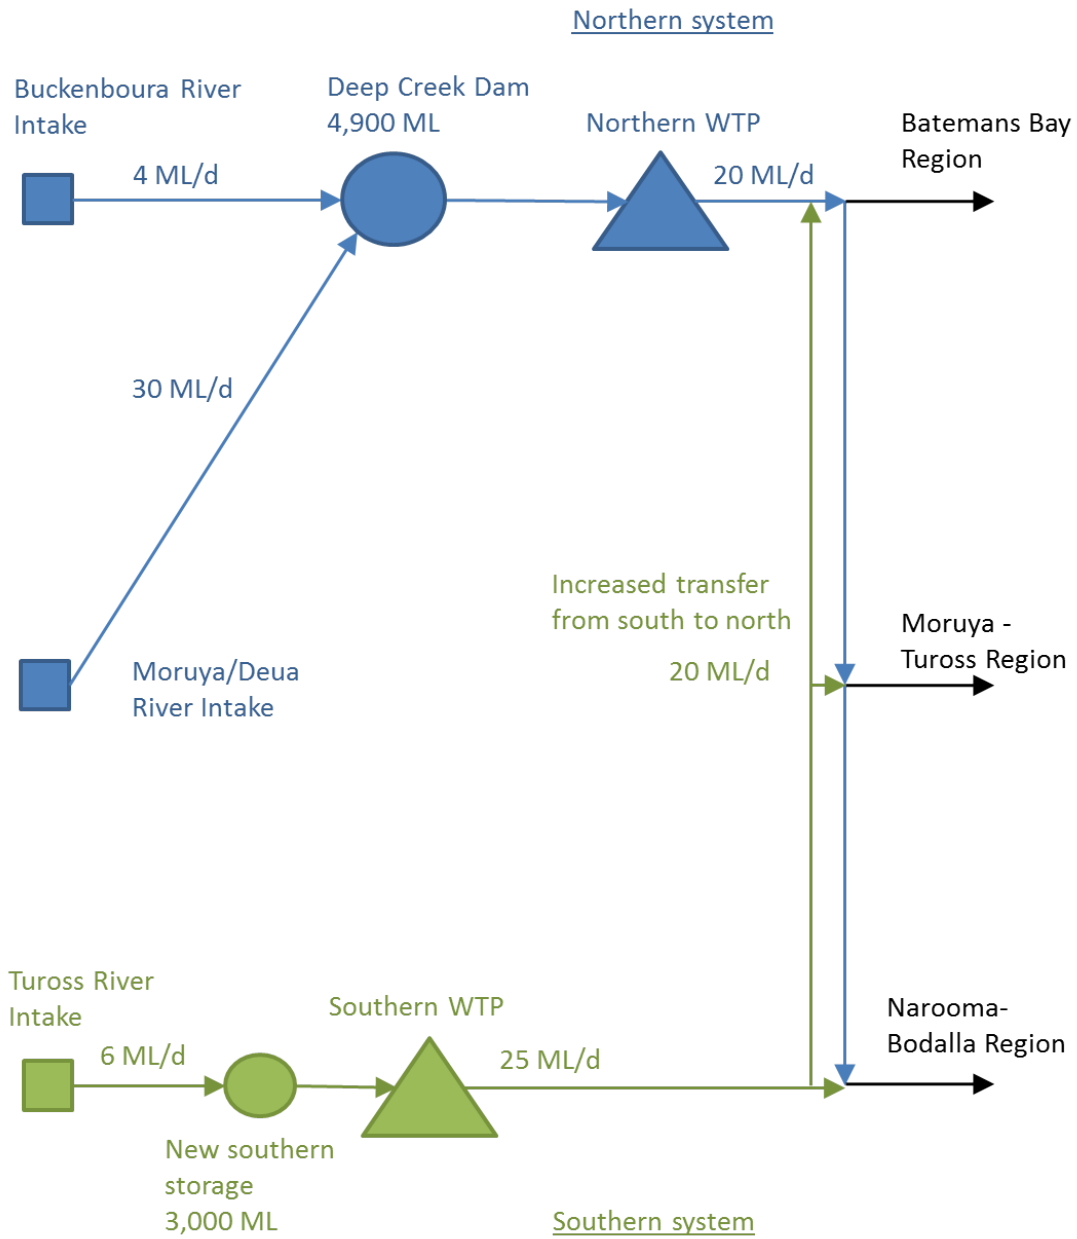 Northern system
Buckenboura River
Intake
Deep Creek Dam
4,900 ML
Northern WTP
Batemans Bay
Region
4 ML/d
20 ML/d
30 ML/d
Increased transfer
from south to north
20 ML/d
Moruya -
Tuross Region
Moruya/Deua
River Intake
Tuross River
Intake
Southern WTP
Narooma-
Bodalla Region
6 ML/d
25 ML/d
New southern
storage
3,000 ML
Southern system